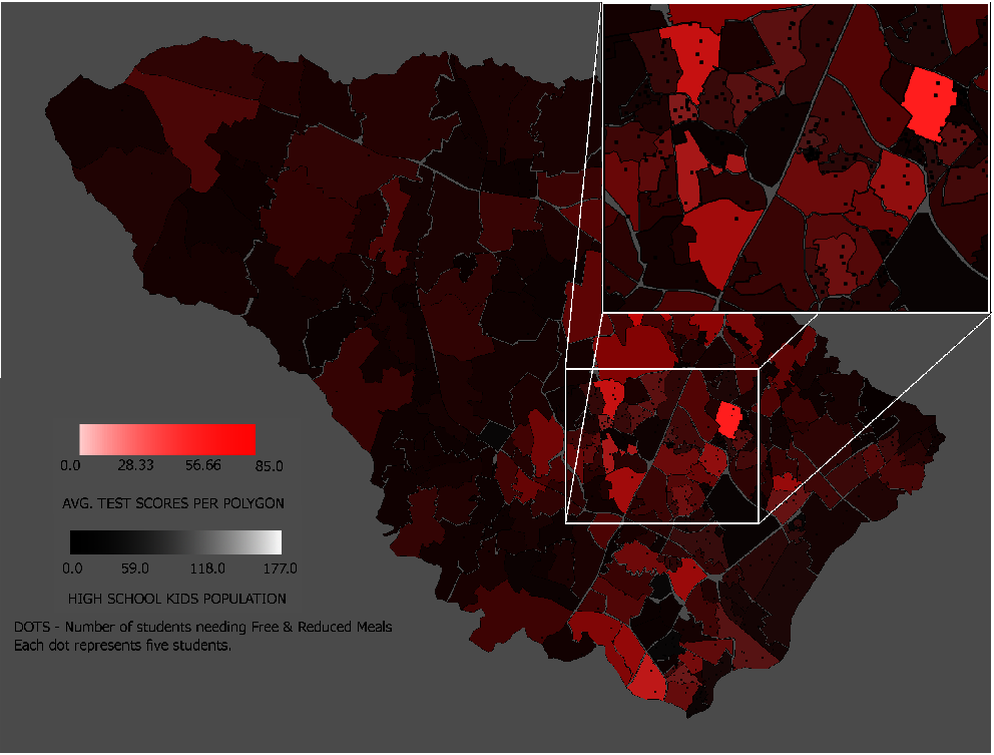 0.0 28.33 56.66 85.0
AVG. TEST SCORES PER POLYGON
0.0 59.0 118.0 177.0
HIGH SCHOOL KIDS POPULATION
DOTS - Number of students needing Free & Reduced Meals
Each dot represents five students.